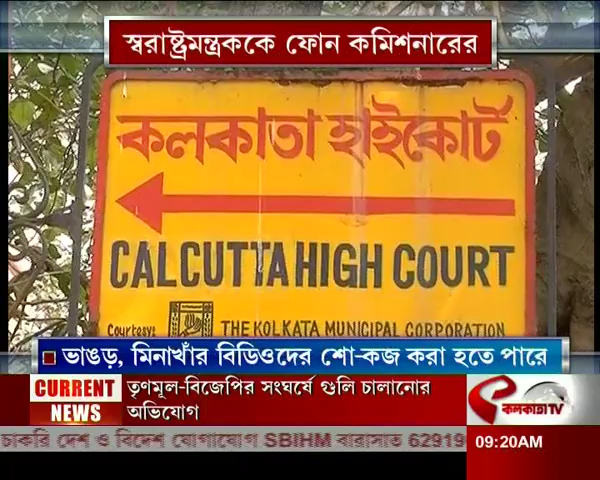 স্বরাষ্ট্রমন্ত্রককে ফোন কমিশনারের
কলকাতা হাইকোর্ট
CALCUTTA HIGH COURT
Courtesy:
THE KOLKATA MUNICIPAL CORPORATION
ভাঙড়, মিনাখাঁর বিডিওদের শো-কজ করা হতে পারে
CURRENT NEWS
তৃণমূল-বিজেপির সংঘর্ষে গুলি চালানোর
অভিযোগ
কলকাতা TV
চাকরি দেশ ও বিদেশ যোগাযোগ SBIHM বারাসাত 62919
09:20AM